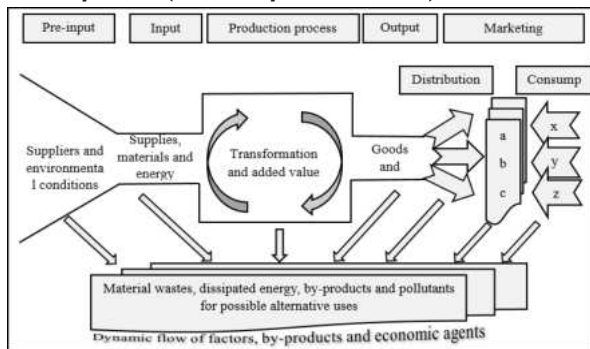 Pre-input Input Production process Output Marketing
Distribution Consump
Suppliers and
environmenta
l conditions
Supplies,
materials and
energy
Transformation
and added value
Goods
and
a
b
c
x
y
z
Material wastes, dissipated energy, by-products and pollutants
for possible alternative uses
Dynamic flow of factors, by-products and economic agents